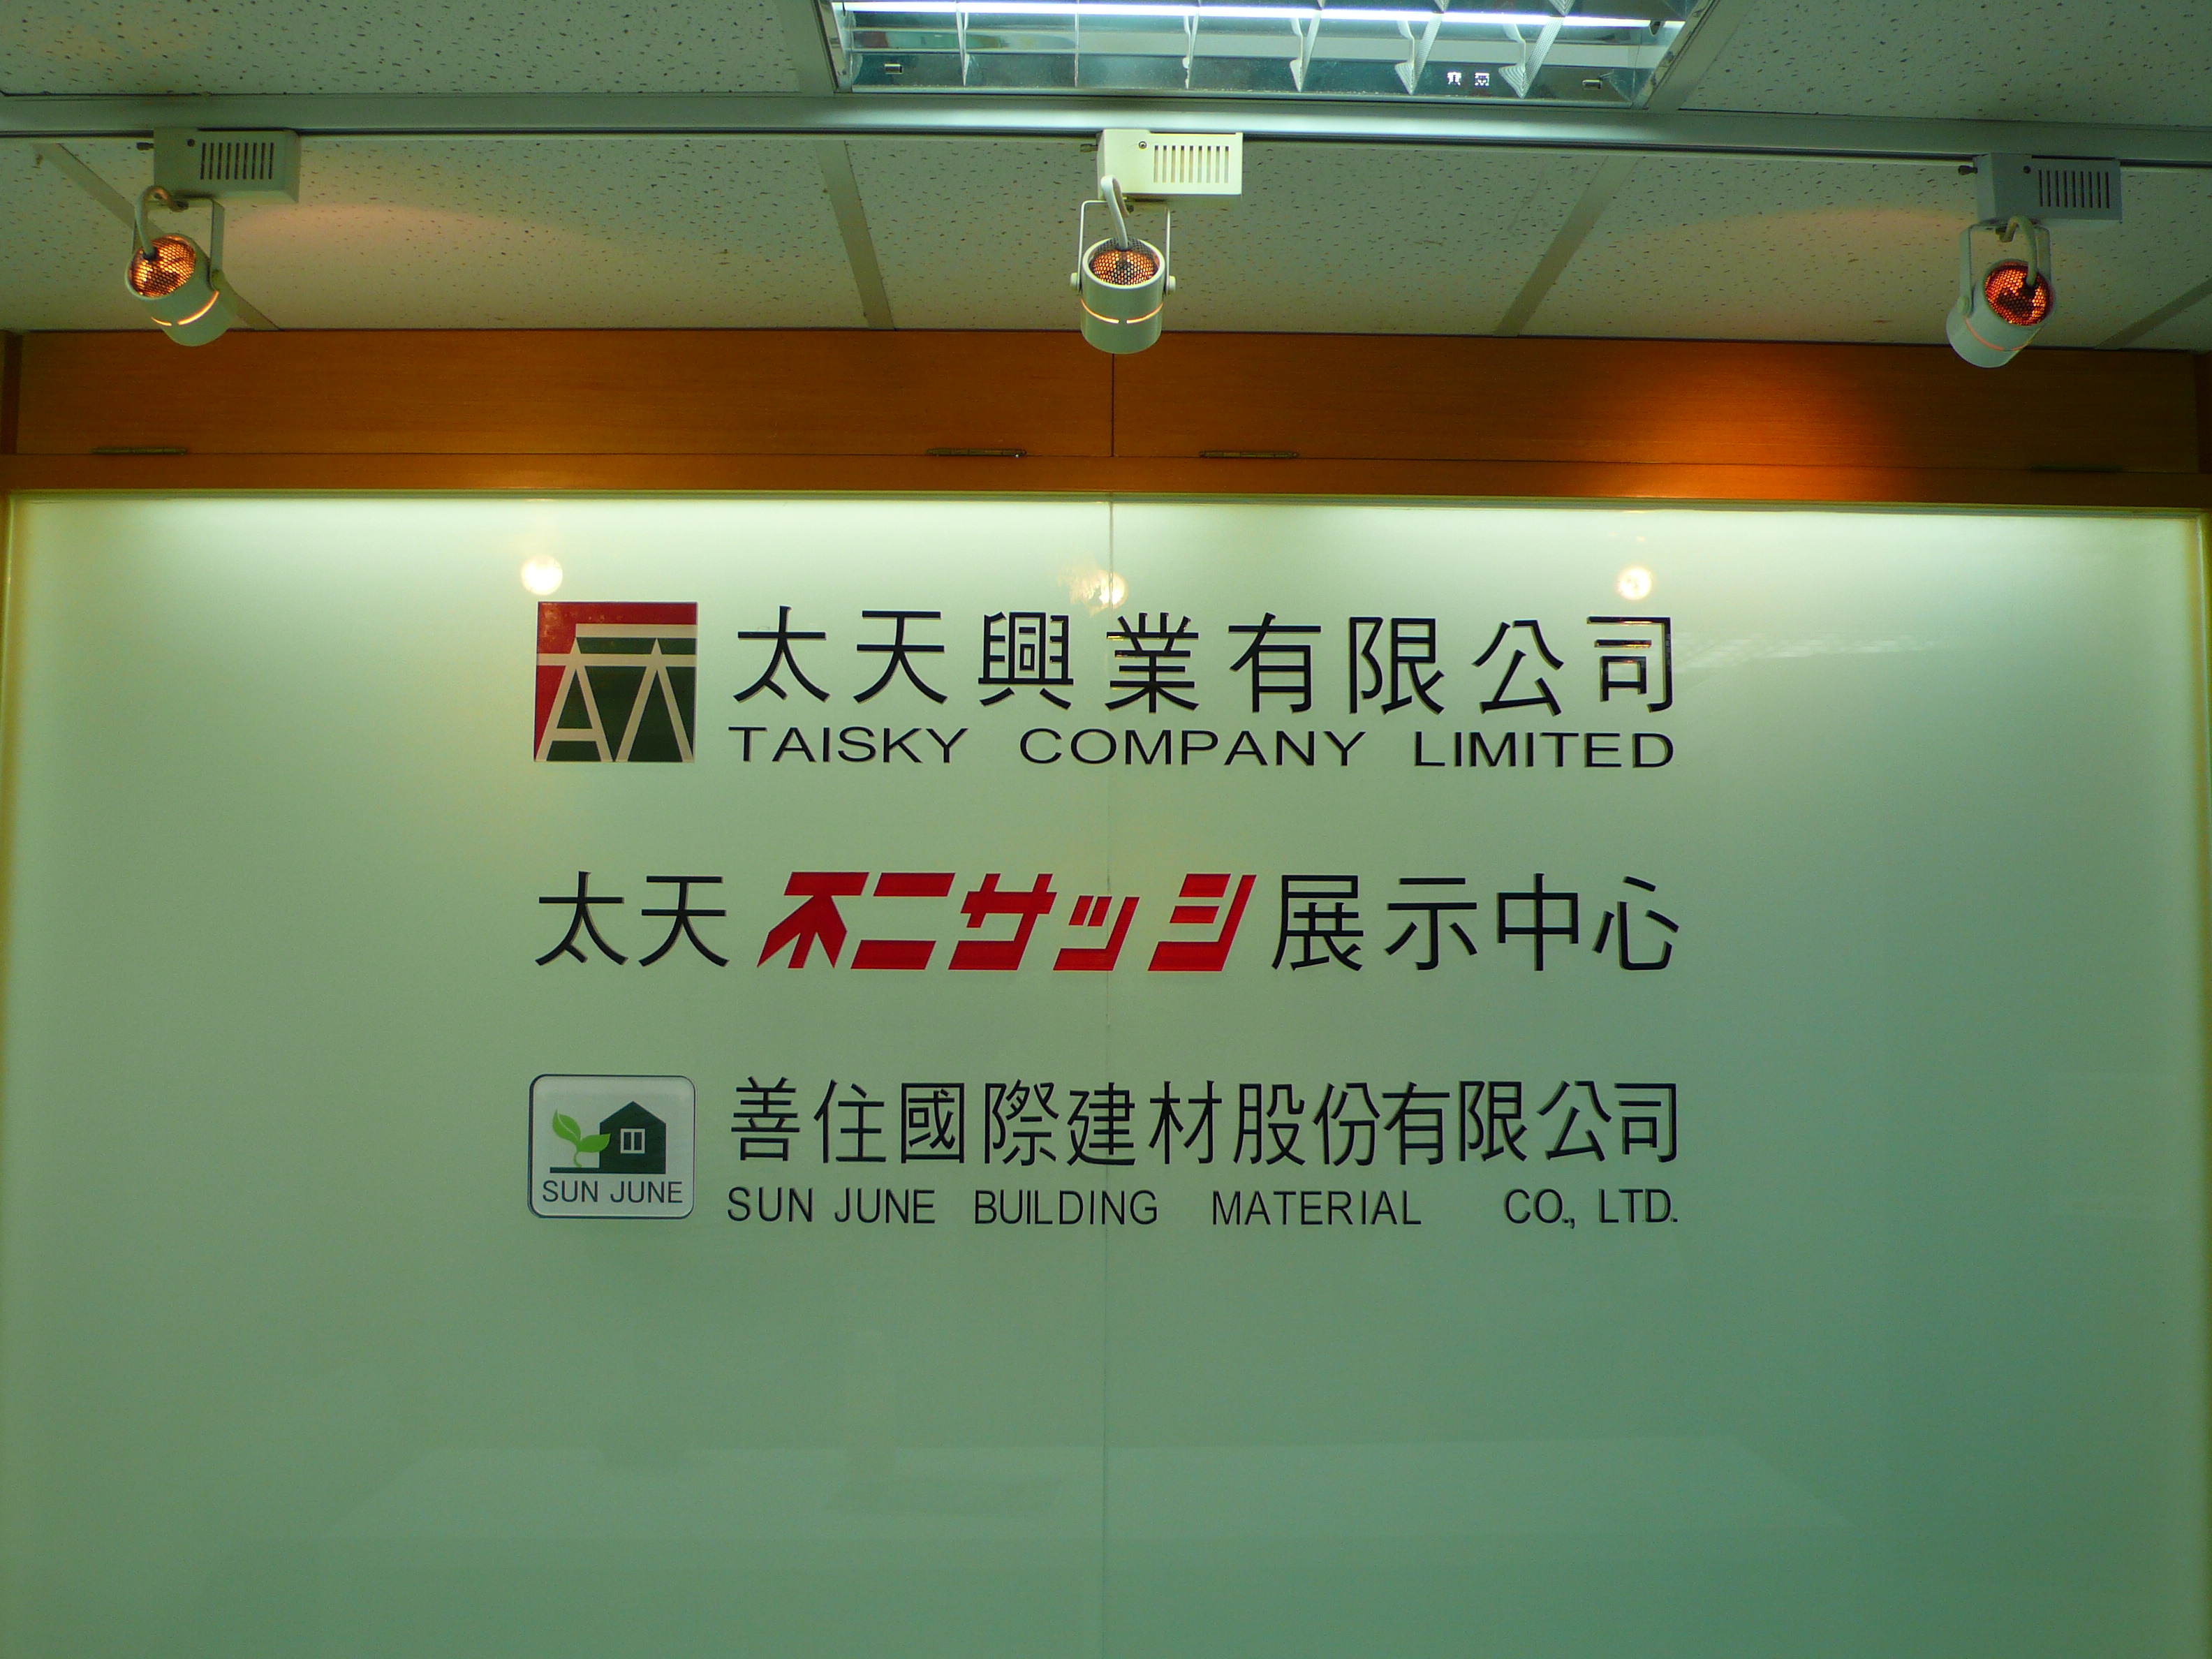 太天興業有限公司
TAISKY COMPANY LIMITED
太天 不二サッシ 展示中心
善住國際建材股份有限公司
SUN JUNE
SUN JUNE BUILDING MATERIAL CO., LTD.